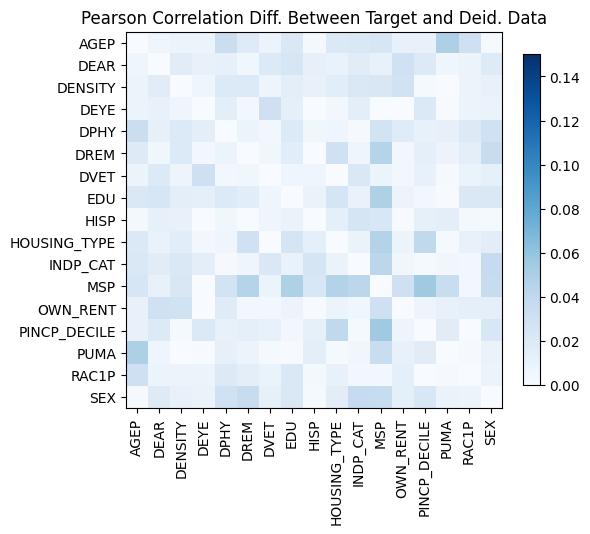 Pearson Correlation Diff. Between Target and Deid. Data
AGEP
DEAR
DENSITY
DEYE
DPHY
DREM
DVET
EDU
HISP
HOUSING_TYPE
INDP_CAT
MSP
OWN_RENT
PINCP_DECILE
PUMA
RAC1P
SEX
AGEP
DEAR
DENSITY
DEYE
DPHY
DREM
DVET
EDU
HISP
HOUSING_TYPE
INDP_CAT
MSP
OWN_RENT
PINCP_DECILE
PUMA
RAC1P
SEX
0.14
0.12
0.10
0.08
0.06
0.04
0.02
0.00